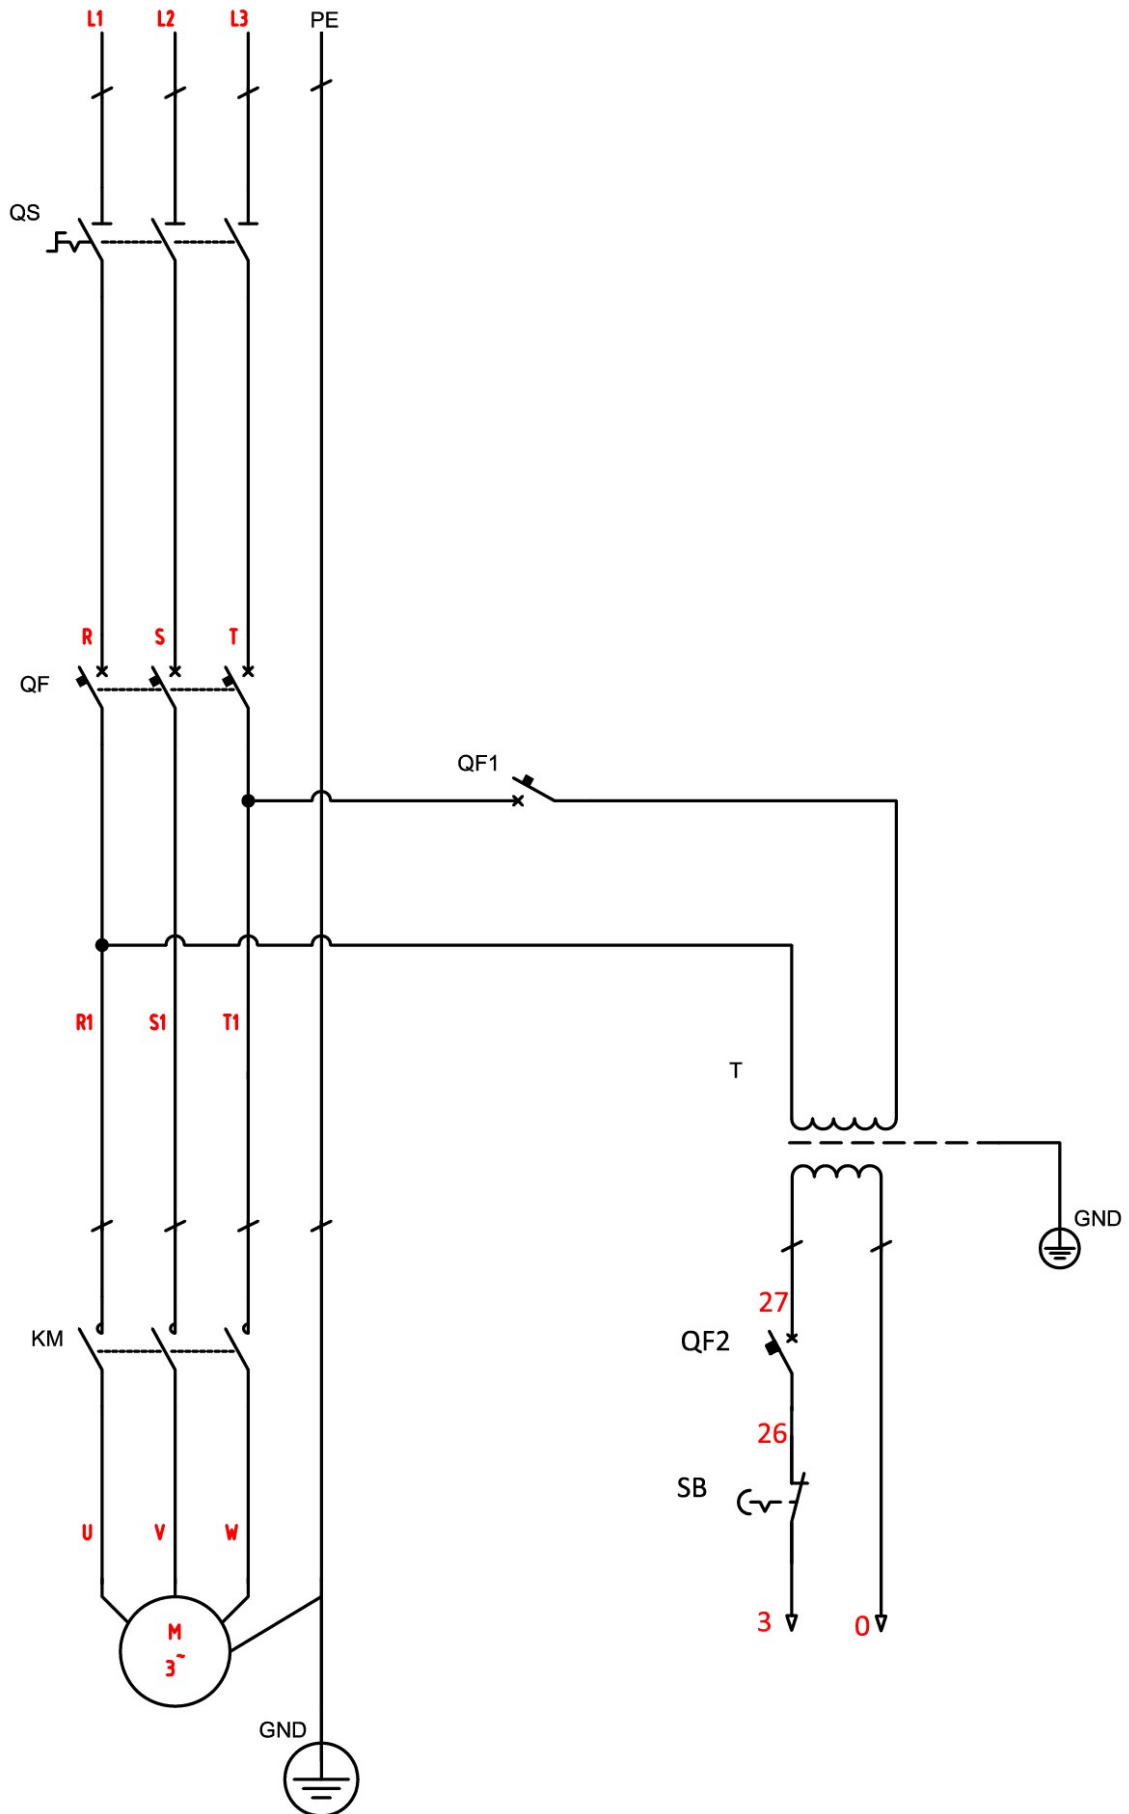 L1 L2 L3 PE
QS
R S T
QF
QF1
R1 S1 T1
T
GND
27
KM
QF2
26
SB
U V W
3 0
M
3~
GND